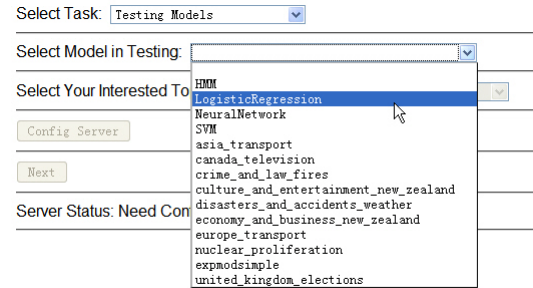 Select Task: Testing Models
Select Model in Testing:
Select Your Interested To
HMM
LogisticRegression
NeuralNetwork
SVM
asia_transport
canada_television
crime_and_law_fires
culture_and_entertainment_new_zealand
disasters_and_accidents_weather
economy_and_business_new_zealand
europe_transport
nuclear_proliferation
expmodsimple
united_kingdom_elections
Config Server
Next
Server Status: Need Con